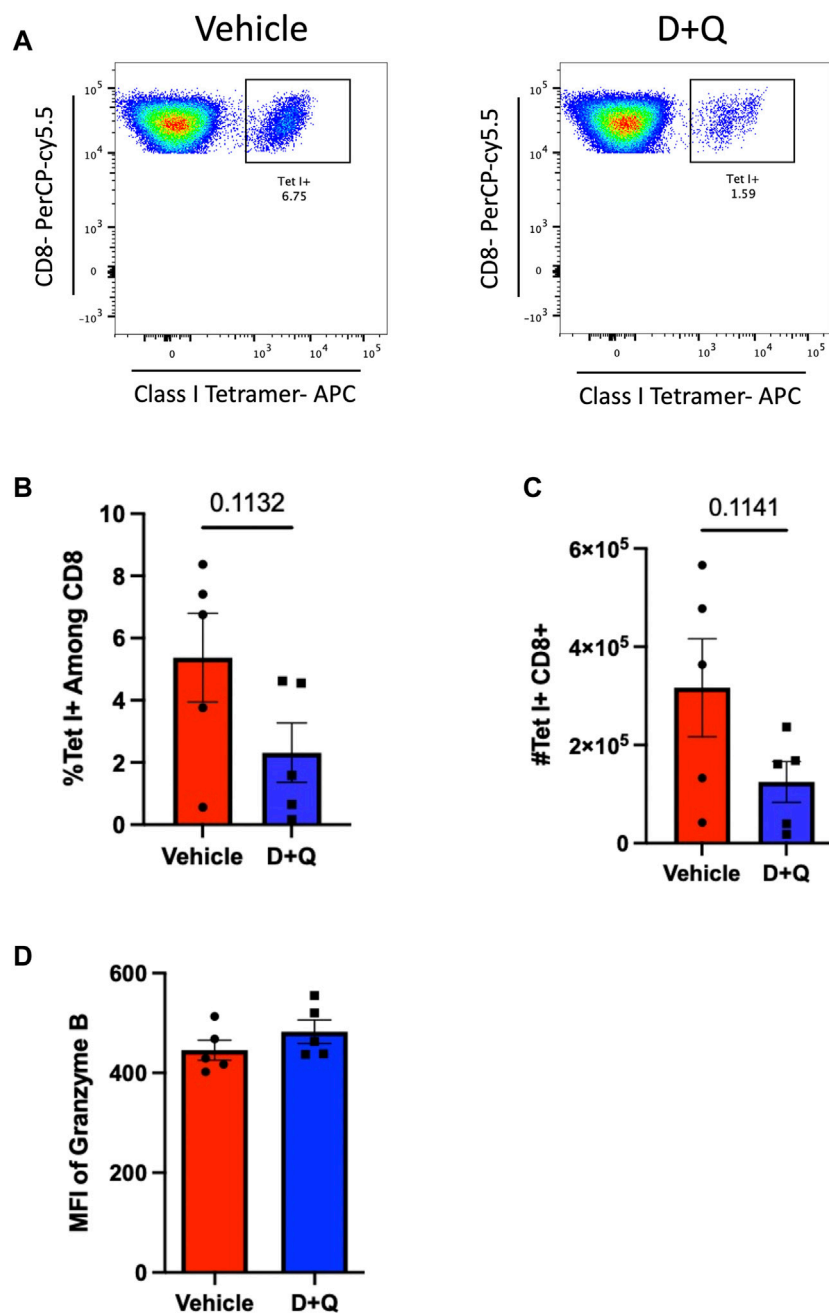 A
Vehicle
D+Q
CD8- PerCP-cy5.5
10⁵
10⁴
10³
0
-10³
Tet I+
6.75
0
10³
10⁴
10⁵
Class I Tetramer- APC
CD8- PerCP-cy5.5
10⁵
10⁴
10³
0
-10³
Tet I+
1.59
0
10³
10⁴
10⁵
Class I Tetramer- APC
B
0.1132
%Tet I+ Among CD8
10
8
6
4
2
0
Vehicle
D+Q
C
0.1141
#Tet I+ CD8+
6×10⁵
4×10⁵
2×10⁵
0
Vehicle
D+Q
D
MFI of Granzyme B
600
400
200
0
Vehicle
D+Q